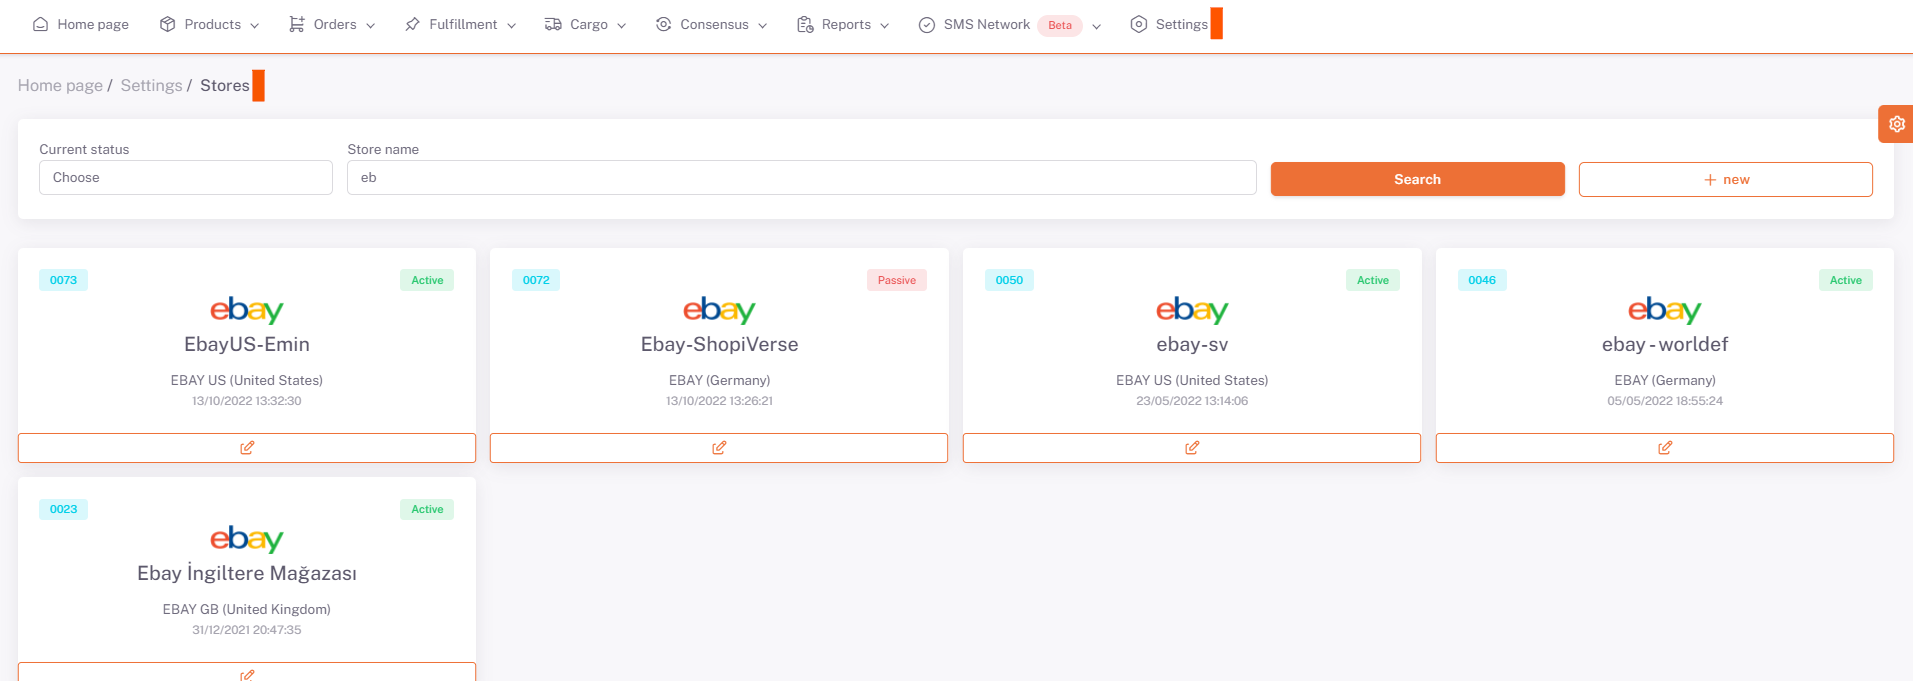 Home page Products Orders Fulfillment Cargo Consensus Reports SMS Network Beta Settings
Home page / Settings / Stores
Current status Store name
Choose eb Search + new
0073 Active 0072 Passive 0050 Active 0046 Active
ebay ebay ebay ebay
EbayUS-Emin Ebay-ShopiVerse ebay-sv ebay - worldef
EBAY US (United States) EBAY (Germany) EBAY US (United States) EBAY (Germany)
13/10/2022 13:32:30 13/10/2022 13:26:21 23/05/2022 13:14:06 05/05/2022 18:55:24
0023 Active
ebay
Ebay İngiltere Mağazası
EBAY GB (United Kingdom)
31/12/2021 20:47:35